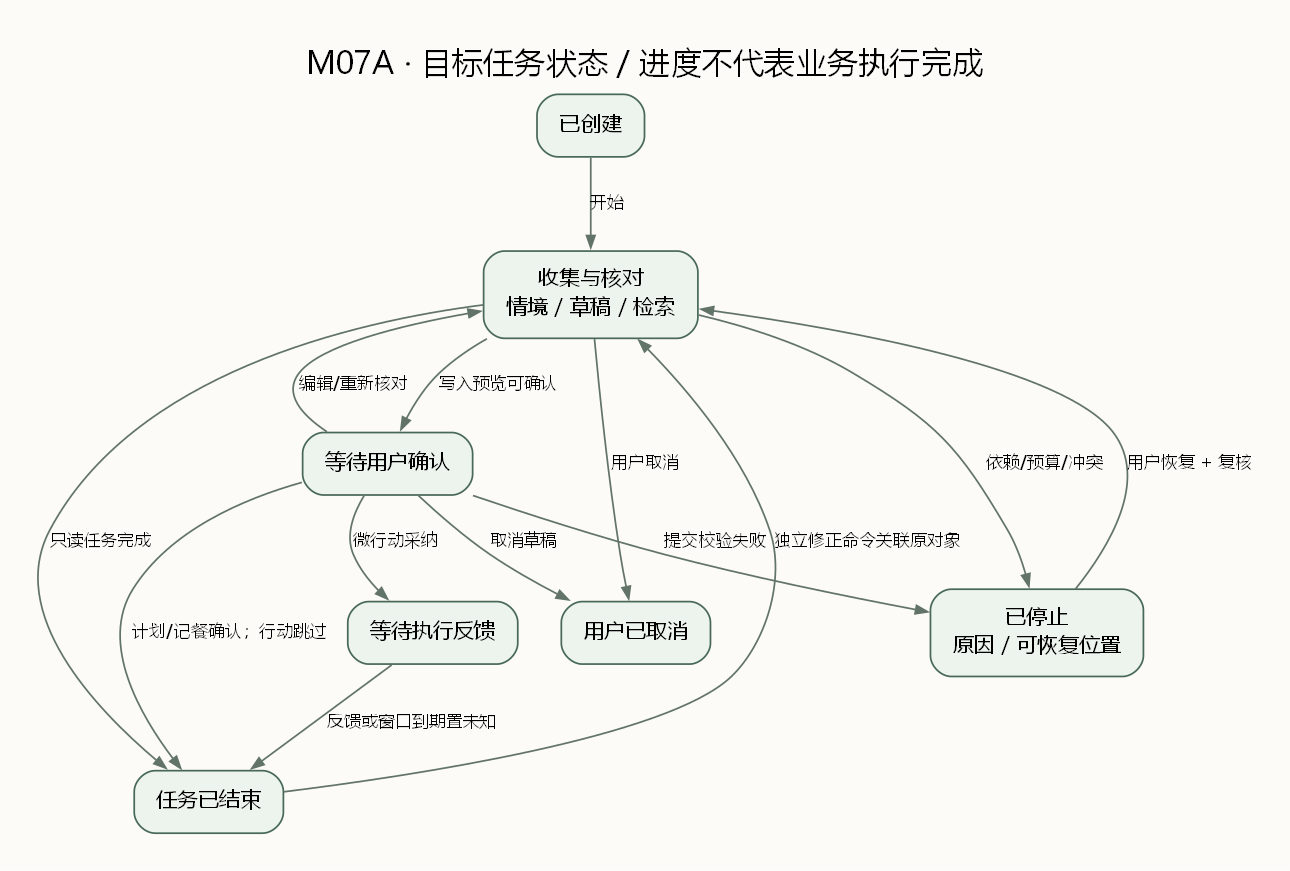 M07A · 目标任务状态 / 进度不代表业务执行完成
已创建
开始
收集与核对
情境 / 草稿 / 检索
编辑/重新核对
写入预览可确认
等待用户确认
用户取消
依赖/预算/冲突
用户恢复 + 复核
只读任务完成
微行动采纳
取消草稿
提交校验失败
独立修正命令关联原对象
计划/记餐确认；行动跳过
等待执行反馈
用户已取消
已停止
原因 / 可恢复位置
反馈或窗口到期置未知
任务已结束